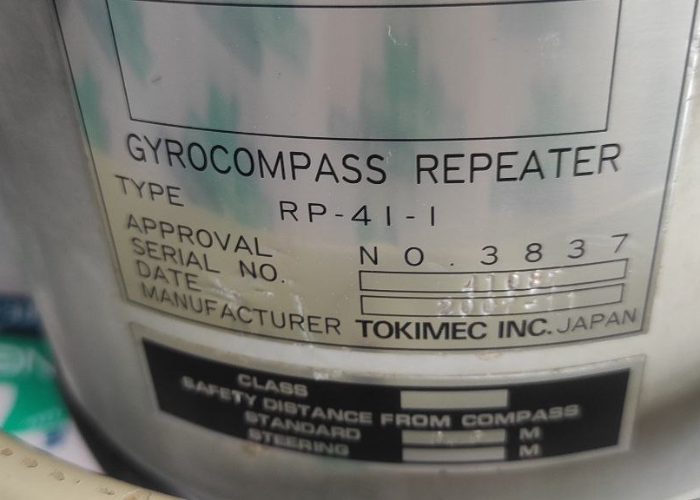 GYROCOMPASS REPEATER
TYPE RP-41-1
APPROVAL NO.3837
SERIAL NO.
DATE
MANUFACTURER TOKIMEC INC. JAPAN
CLASS
SAFETY DISTANCE FROM COMPASS
STANDARD M
STEERING M